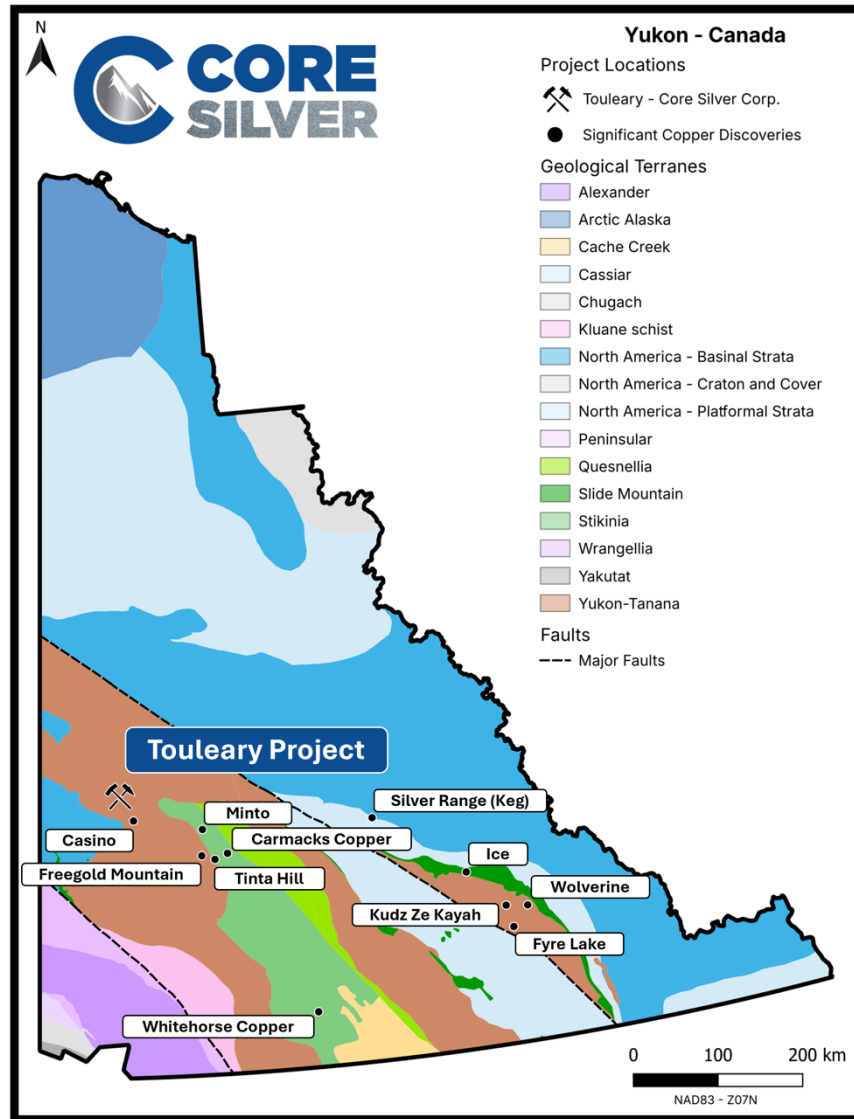 N
CORE
SILVER
Yukon - Canada
Project Locations
Touleary - Core Silver Corp.
Significant Copper Discoveries
Geological Terranes
Alexander
Arctic Alaska
Cache Creek
Cassiar
Chugach
Kluane schist
North America - Basinal Strata
North America - Craton and Cover
North America - Platformal Strata
Peninsular
Quesnellia
Slide Mountain
Stikinia
Wrangellia
Yakutat
Yukon-Tanana
Faults
Major Faults
Touleary Project
Silver Range (Keg)
Minto
Casino
Carmacks Copper
Ice
Freegold Mountain
Tinta Hill
Wolverine
Kudz Ze Kayah
Fyre Lake
Whitehorse Copper
0 100 200 km
NAD83 - Z07N